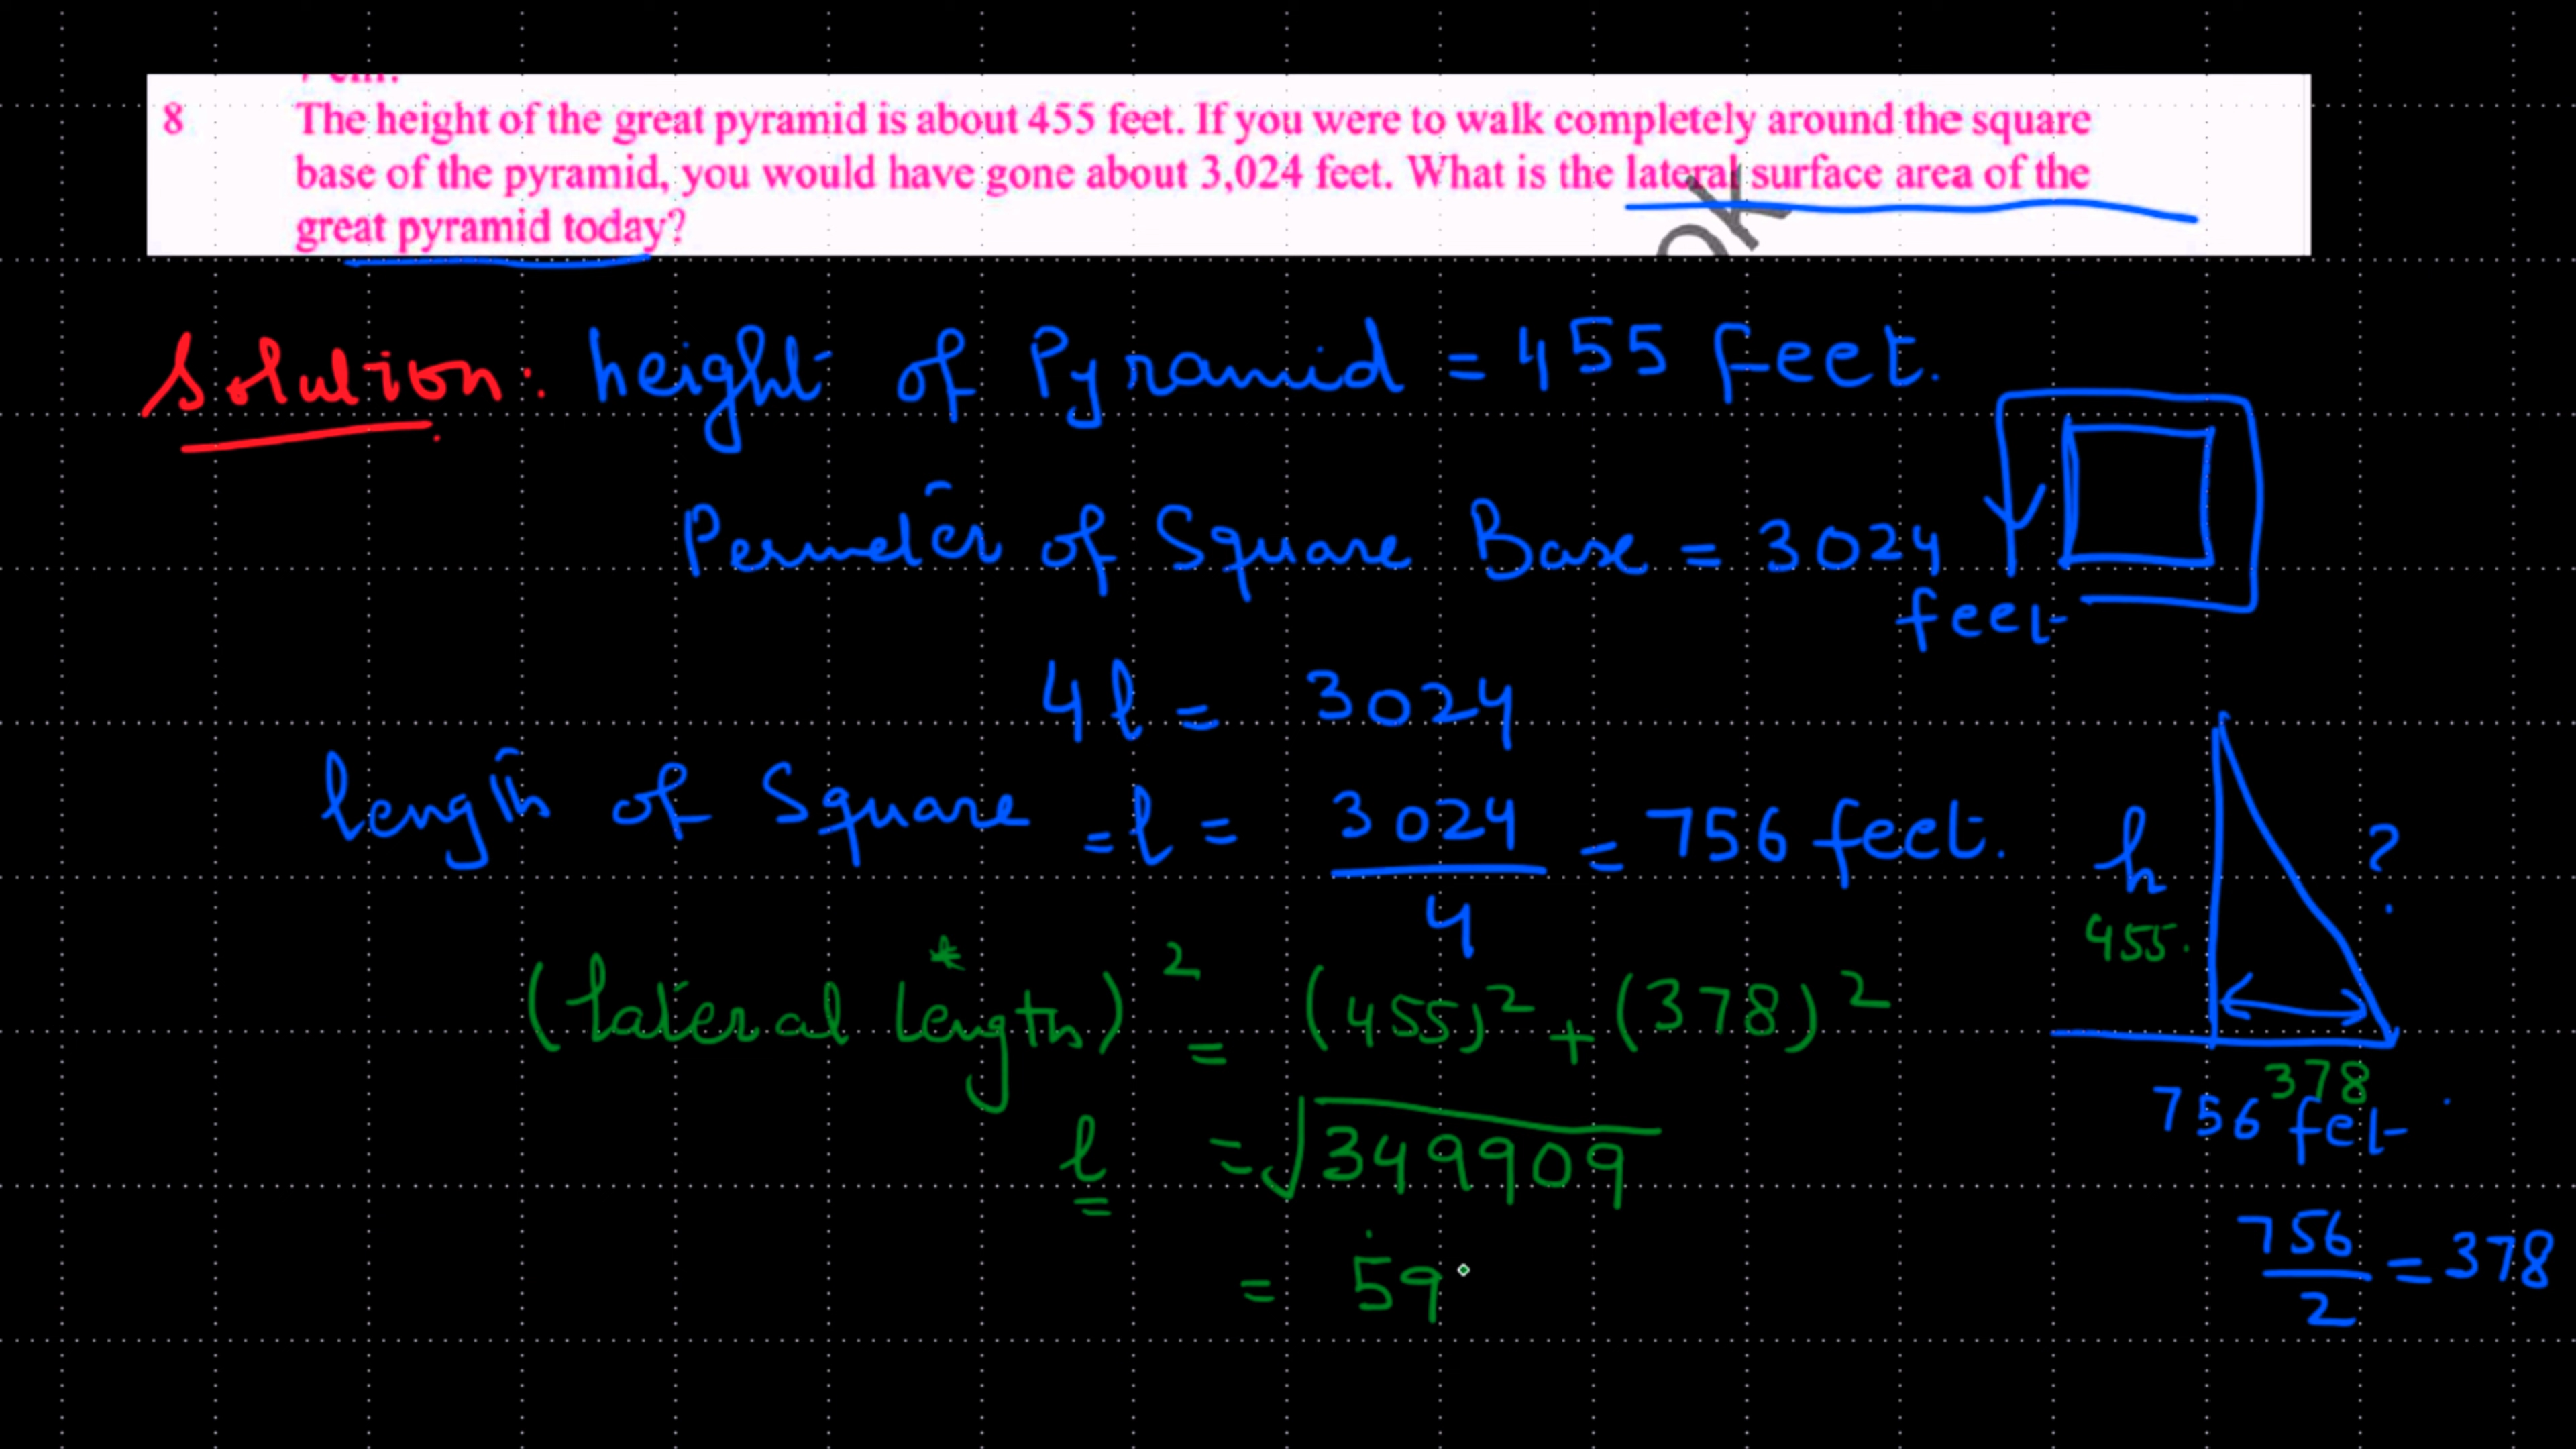 8 The height of the great pyramid is about 455 feet. If you were to walk completely around the square
base of the pyramid, you would have gone about 3,024 feet. What is the lateral surface area of the
great pyramid today?
Solution: height of Pyramid = 455 feet.
Permeter of Square Base = 3024
feet
4l = 3024
length of Square = l = 3024/4 = 756 feet.
h
?
455.
(lateral length)² = (455)² + (378)²
378
756 feet
l = √349909
756/2 = 378
= 59